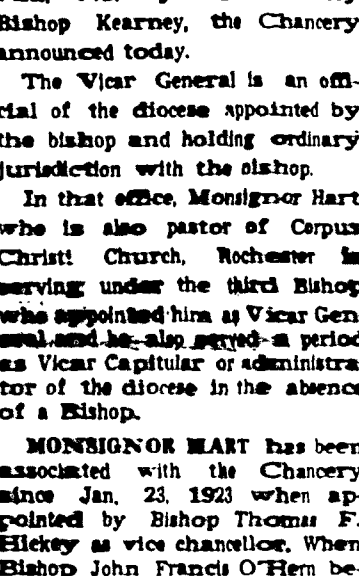 Bishop Kearney, the Chancery
announced today.
The Vicar General is an offi-
cial of the diocese appointed by
the bishop and holding ordinary
jurisdiction with the bishop.
In that office, Monsignor Hart
who is also pastor of Corpus
Christi Church, Rochester is
serving under the third Bishop
who appointed him as Vicar Gen
eral and he also served a period
as Vicar Capitular or administra
tor of the diocese in the absence
of a Bishop.
MONSIGNOR HART has been
associated with the Chancery
since Jan. 23, 1923 when ap-
pointed by Bishop Thomas F.
Hickey as vice chancellor. When
Bishop John Francis O'Hern be-